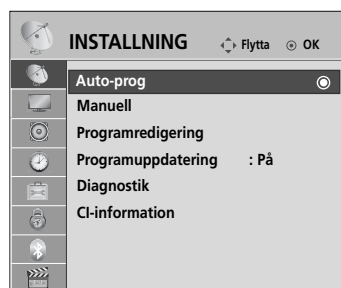 INSTALLNING Flytta OK
Auto-prog
Manuell
Programredigering
Programuppdatering : På
Diagnostik
CI-information